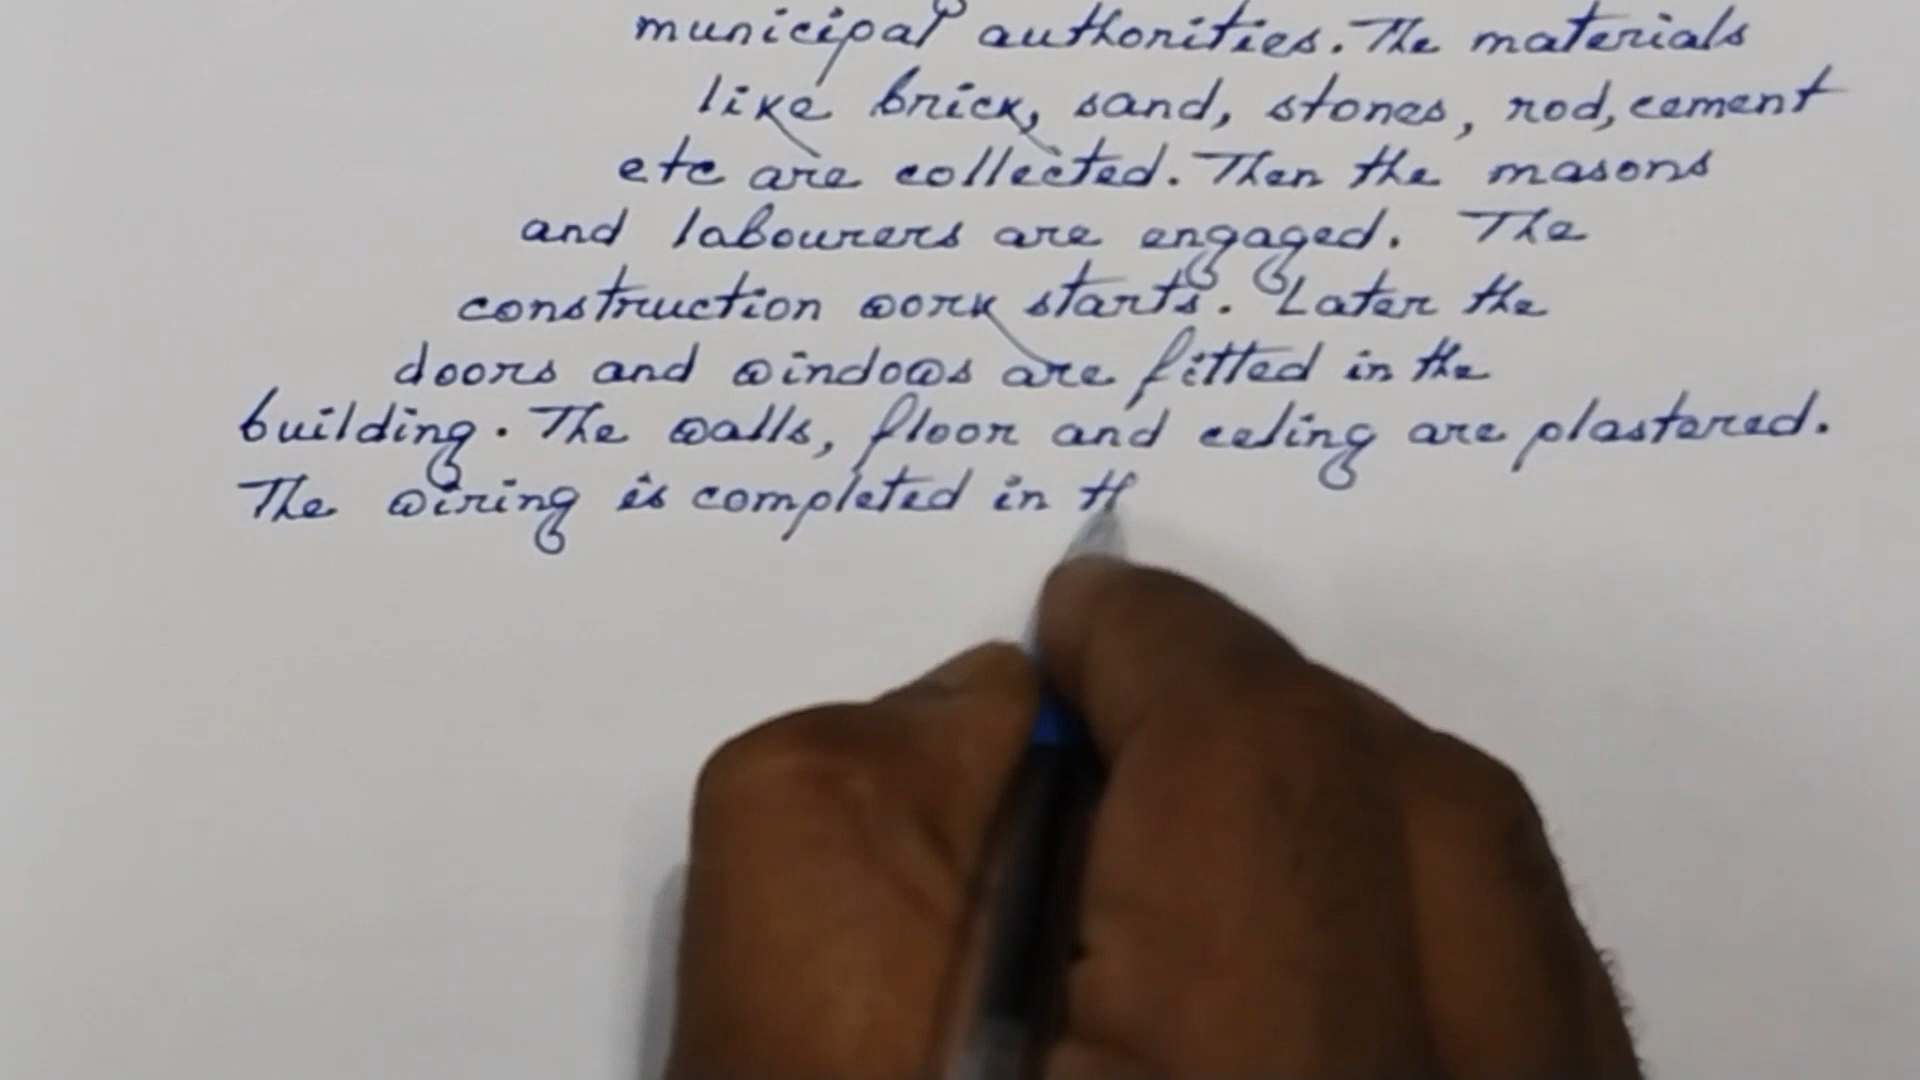 municipal authorities. The materials
like brick, sand, stones, rod, cement
etc are collected. Then the masons
and labourers are engaged. The
construction work starts. Later the
doors and windows are fitted in the
building. The walls, floor and celing are plastered.
The wiring is completed in th